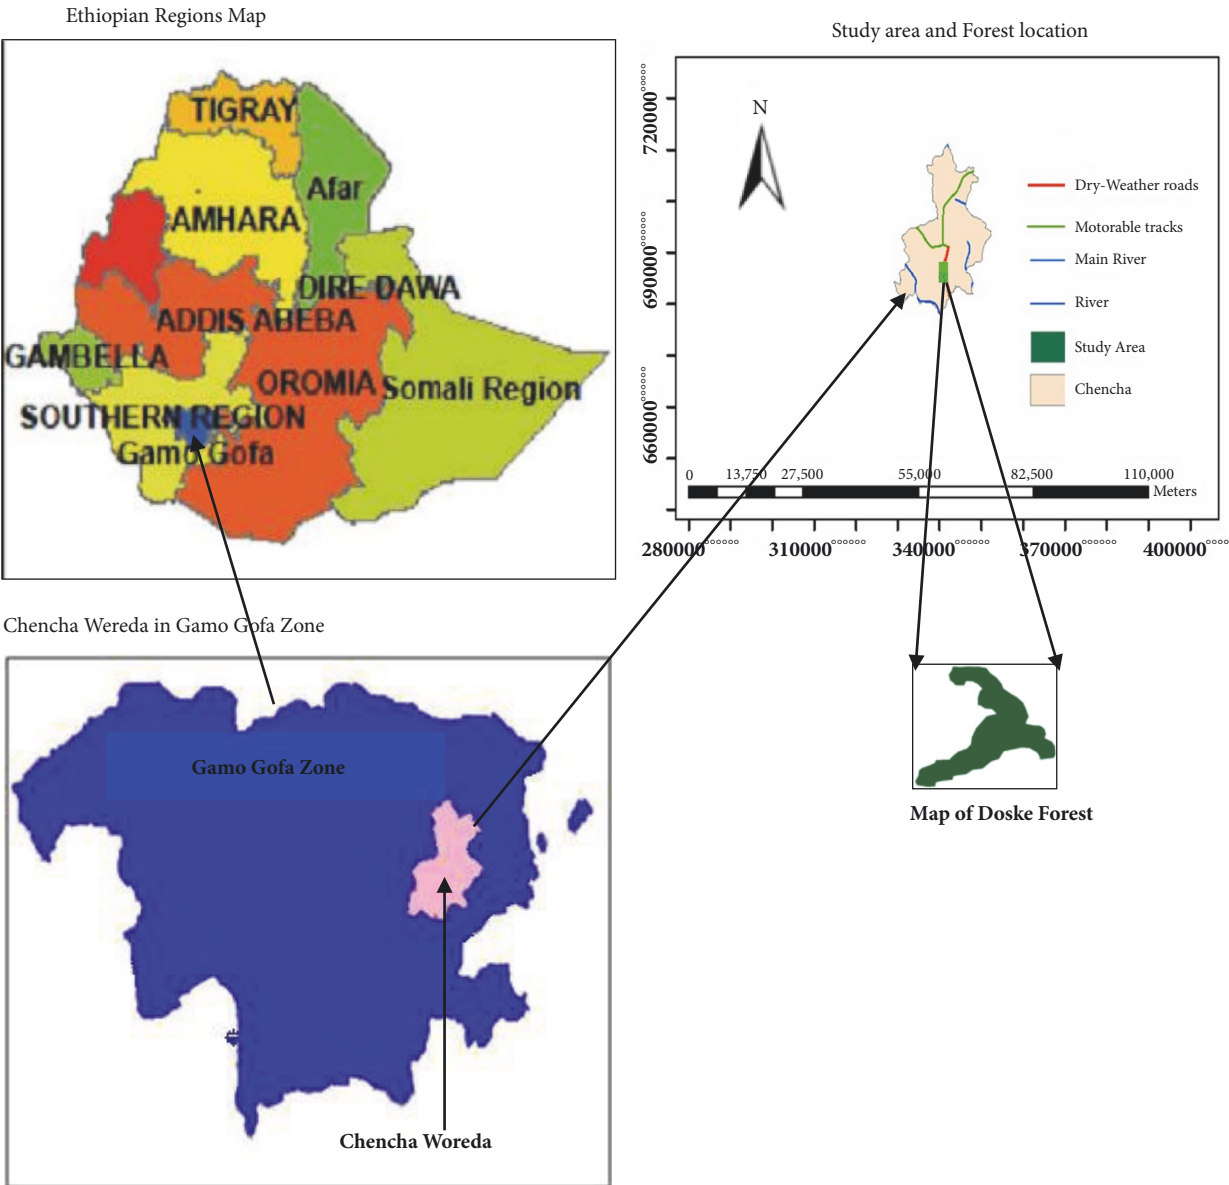 Ethiopian Regions Map
TIGRAY
Afar
AMHARA
DIRE DAWA
ADDIS ABEBA
GAMBELLA
OROMIA
Somali Region
SOUTHERN REGION
Gamo Gofa
Study area and Forest location
N
720000°°°°°°
690000°°°°°°
660000°°°°°°
Dry-Weather roads
Motorable tracks
Main River
River
Study Area
Chencha
0 13,750 27,500 55,000 82,500 110,000
Meters
280000°°°°°° 310000°°°°°° 340000°°°°°° 370000°°°°°° 400000°°°°
Chencha Wereda in Gamo Gofa Zone
Gamo Gofa Zone
Chencha Woreda
Map of Doske Forest